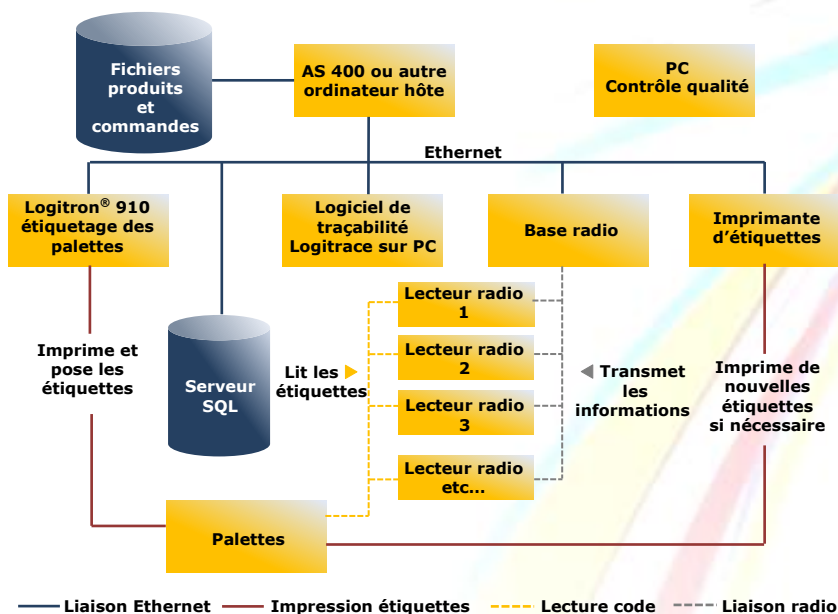 Fichiers
produits
et
commandes
AS 400 ou autre
ordinateur hôte
PC
Contrôle qualité
Ethernet
Logitron® 910
étiquetage des
palettes
Logiciel de
traçabilité
Logitrace sur PC
Base radio
Imprimante
d’étiquettes
Imprime et
pose les
étiquettes
Serveur
SQL
Lit les
étiquettes
Lecteur radio
1
Lecteur radio
2
Lecteur radio
3
Lecteur radio
etc...
Transmet
les
informations
Imprime de
nouvelles
étiquettes
si nécessaire
Palettes
Liaison Ethernet
Impression étiquettes
Lecture code
Liaison radio